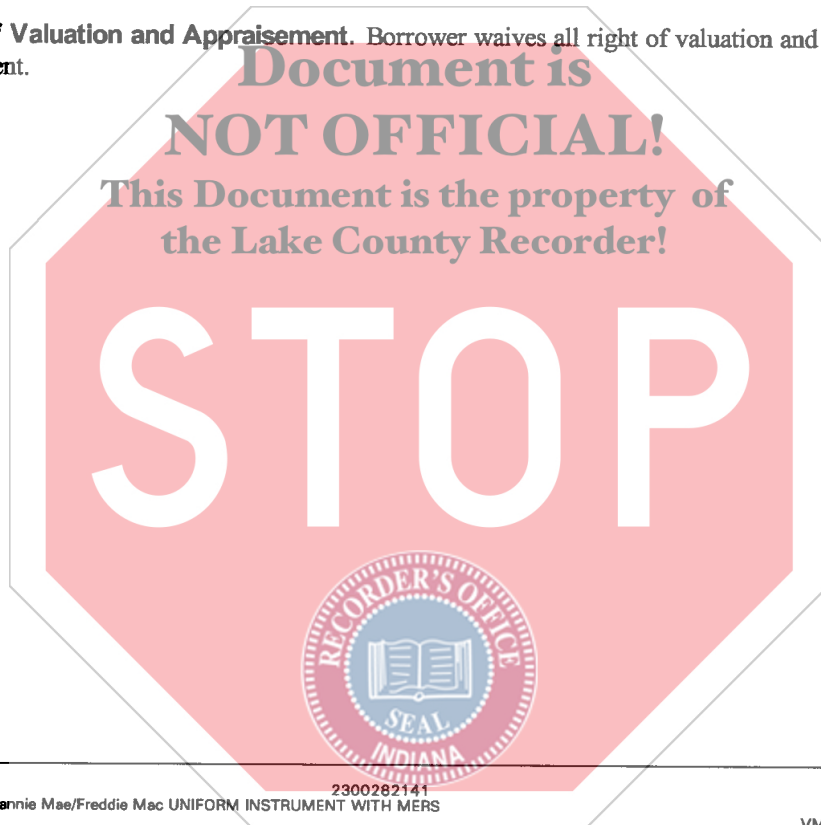 f Valuation and Appraisement. Borrower waives all right of valuation and
ent.
Document is
NOT OFFICIAL!
This Document is the property of
the Lake County Recorder!
STOP
RECORDER'S OFFICE
SEAL
INDIANA
2300282141
annie Mae/Freddie Mac UNIFORM INSTRUMENT WITH MERS
VM